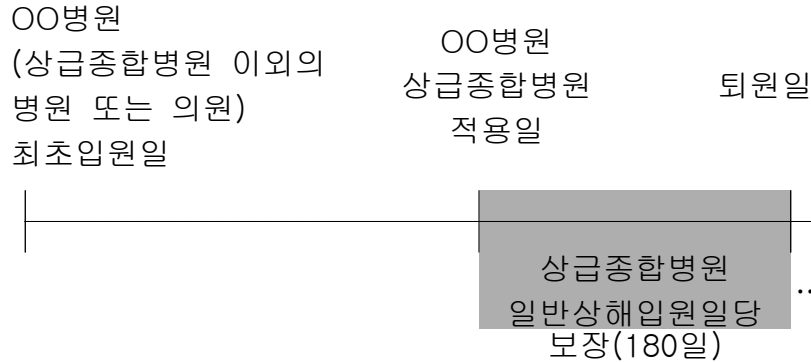 OO병원
(상급종합병원 이외의
병원 또는 의원)
최초입원일
OO병원
상급종합병원
적용일
퇴원일
상급종합병원
일반상해입원일당
보장(180일)
..